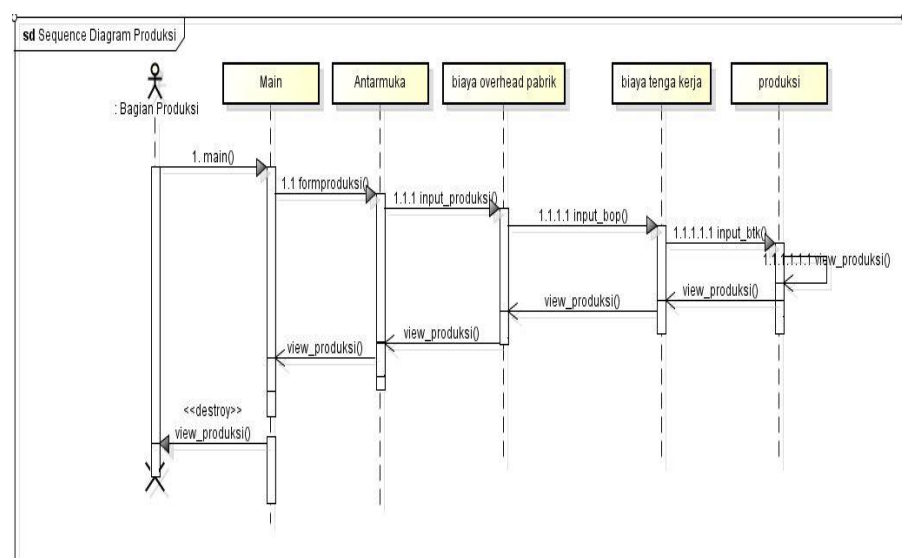 sd Sequence Diagram Produksi
: Bagian Produksi
Main
Antarmuka
biaya overhead pabrik
biaya tenga kerja
produksi
1. main()
1.1 formproduksi()
1.1.1 input_produksi()
1.1.1.1 input_bop()
1.1.1.1.1 input_btk()
1.1.1.1.1.1 view_produksi()
view_produksi()
view_produksi()
view_produksi()
view_produksi()
<<destroy>>
view_produksi()